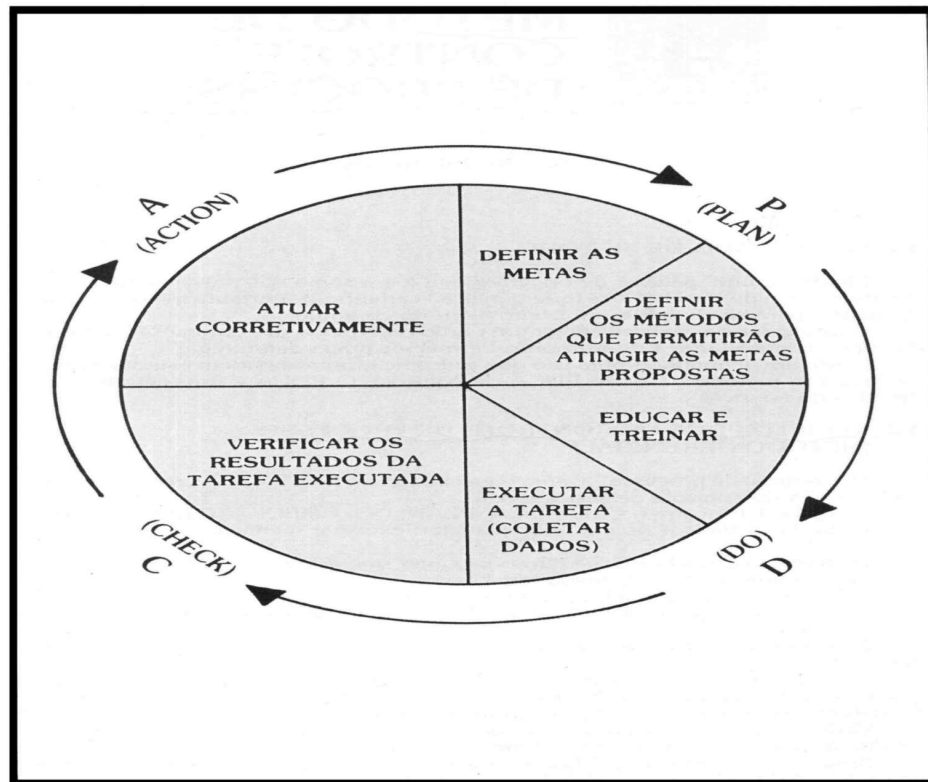 A
(ACTION)
P
(PLAN)
DEFINIR AS
METAS
DEFINIR
OS MÉTODOS
QUE PERMITIRÃO
ATINGIR AS METAS
PROPOSTAS
EDUCAR E
TREINAR
EXECUTAR
A TAREFA
(COLETAR
DADOS)
(DO)
D
VERIFICAR OS
RESULTADOS DA
TAREFA EXECUTADA
(CHECK)
C
ATUAR
CORRETIVAMENTE